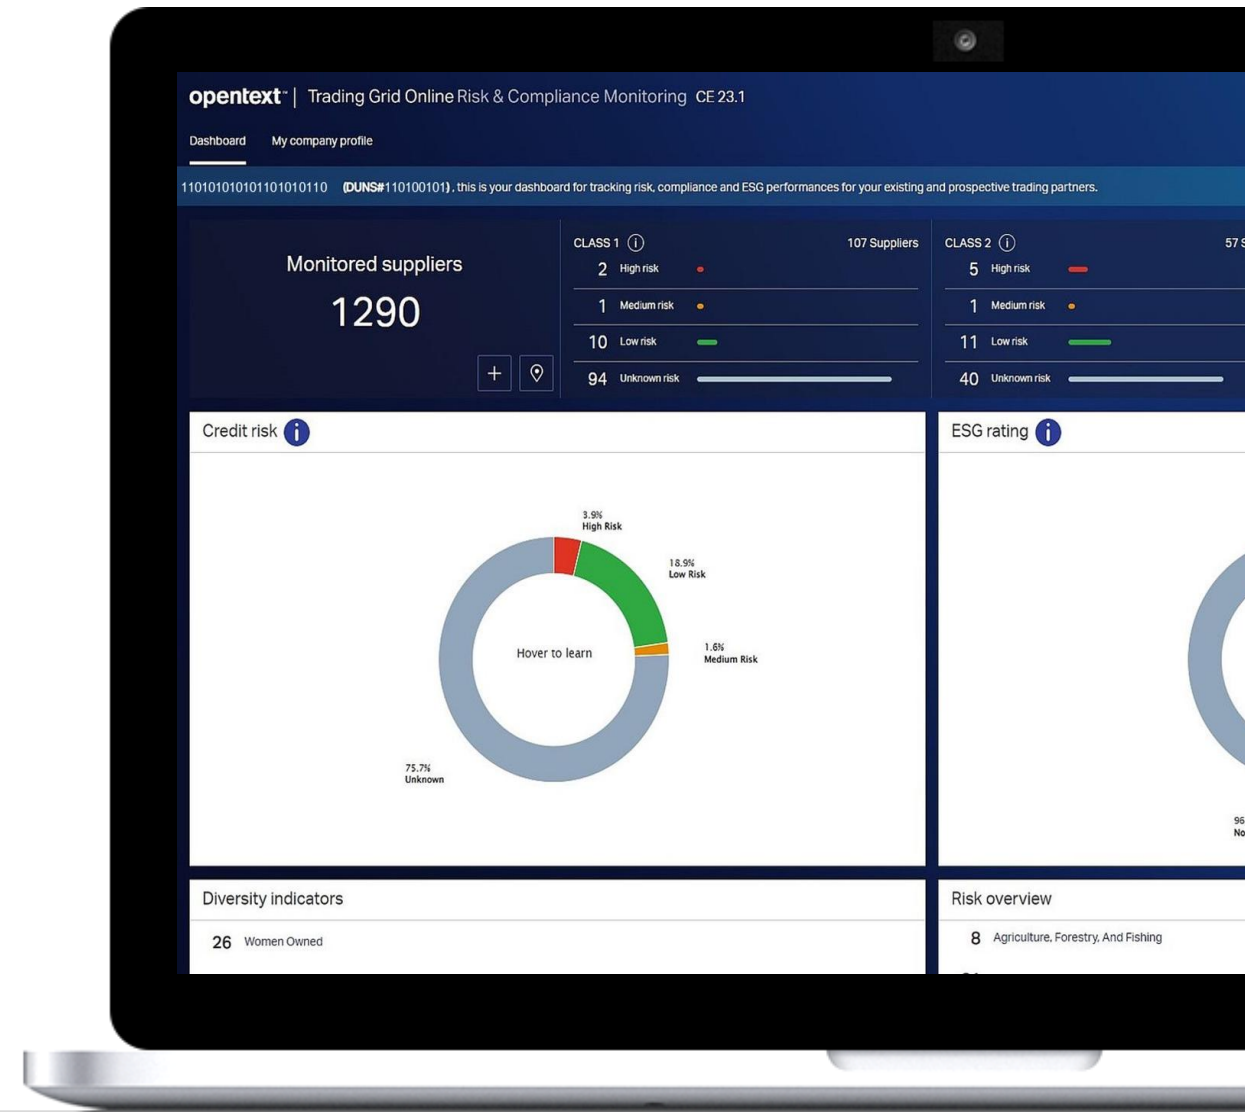 opentext™ | Trading Grid Online Risk & Compliance Monitoring CE 23.1
Dashboard My company profile
110101010101101010110 (DUNS#110100101), this is your dashboard for tracking risk, compliance and ESG performances for your existing and prospective trading partners.
Monitored suppliers
1290
CLASS 1 107 Suppliers
2 High risk
1 Medium risk
10 Low risk
94 Unknown risk
CLASS 2 57 S
5 High risk
1 Medium risk
11 Low risk
40 Unknown risk
Credit risk
3.9%
High Risk
18.9%
Low Risk
Hover to learn
1.6%
Medium Risk
75.7%
Unknown
ESG rating
96
No
Diversity indicators
26 Women Owned
Risk overview
8 Agriculture, Forestry, And Fishing